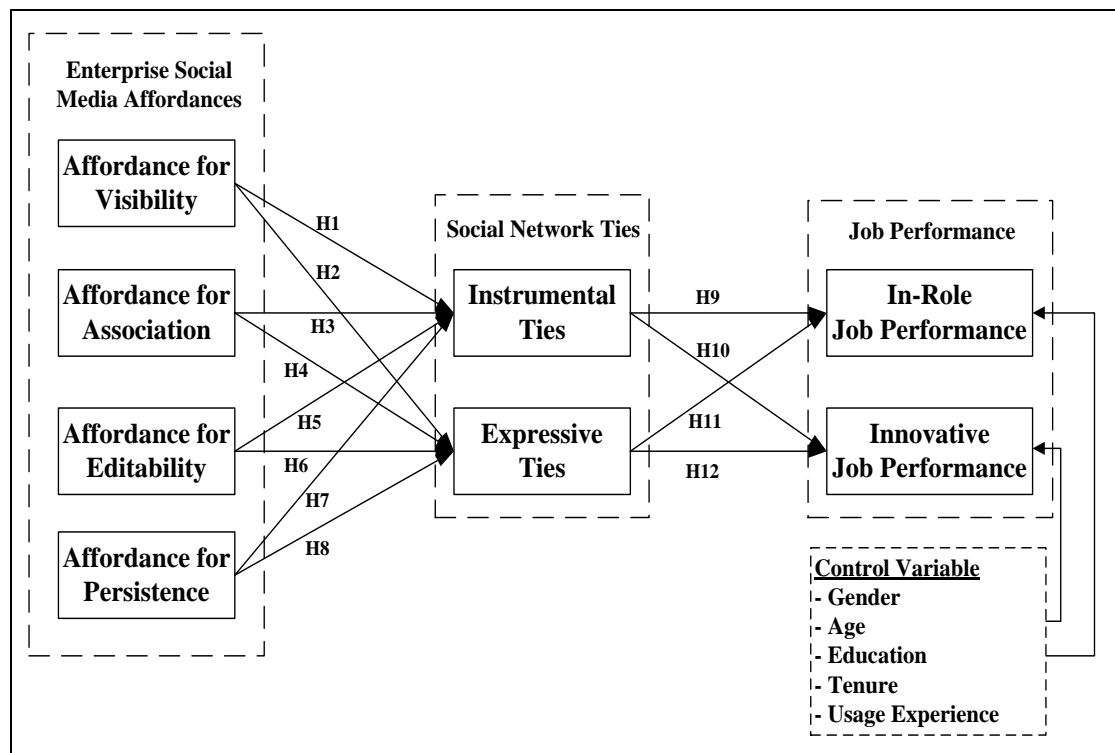 Enterprise Social
Media Affordances
Affordance for
Visibility
Affordance for
Association
Affordance for
Editability
Affordance for
Persistence
H1
H2
H3
H4
H5
H6
H7
H8
Social Network Ties
Instrumental
Ties
Expressive
Ties
H9
H10
H11
H12
Job Performance
In-Role
Job Performance
Innovative
Job Performance
Control Variable
- Gender
- Age
- Education
- Tenure
- Usage Experience